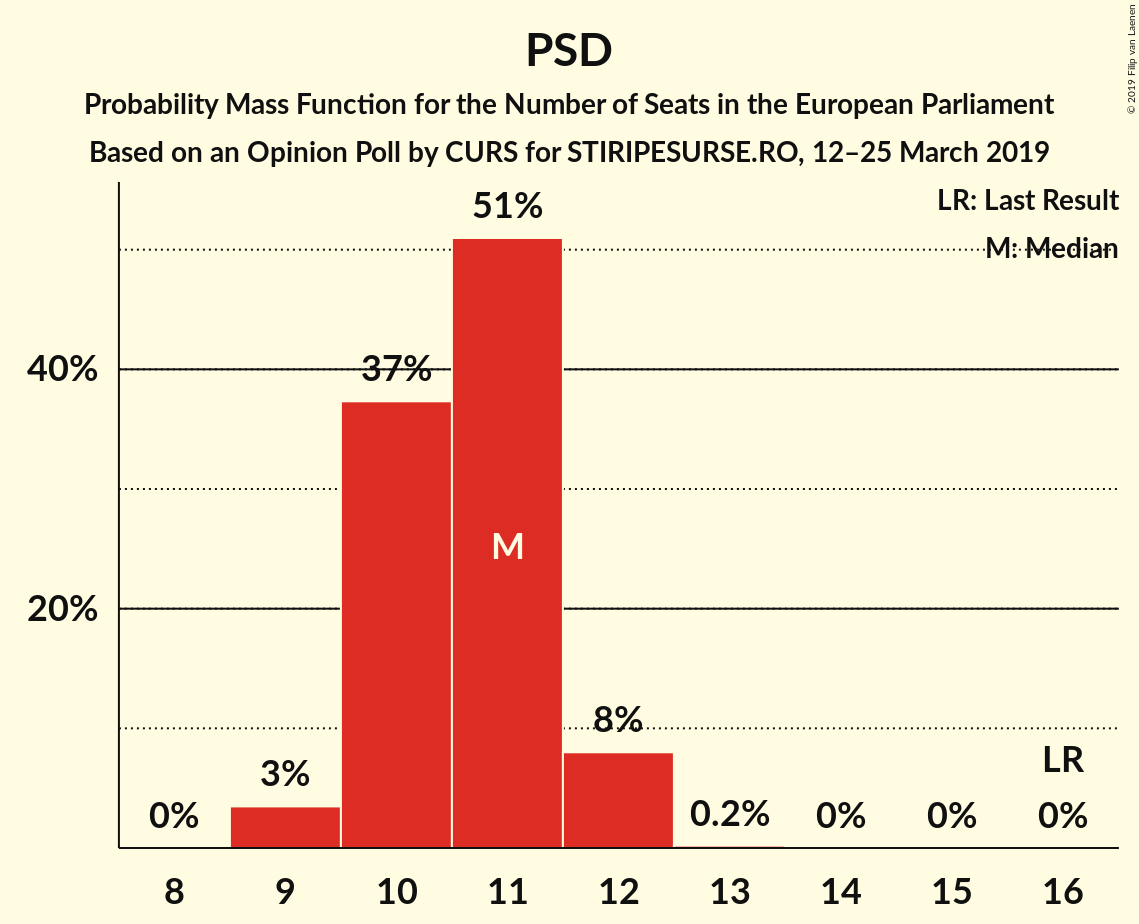 PSD
Probability Mass Function for the Number of Seats in the European Parliament
Based on an Opinion Poll by CURS for STIRIPESURSE.RO, 12–25 March 2019
© 2019 Filip van Laenen
LR: Last Result
M: Median
51%
40%
37%
M
20%
8%
3%
LR
0%
0.2%
0%
0%
0%
8 9 10 11 12 13 14 15 16